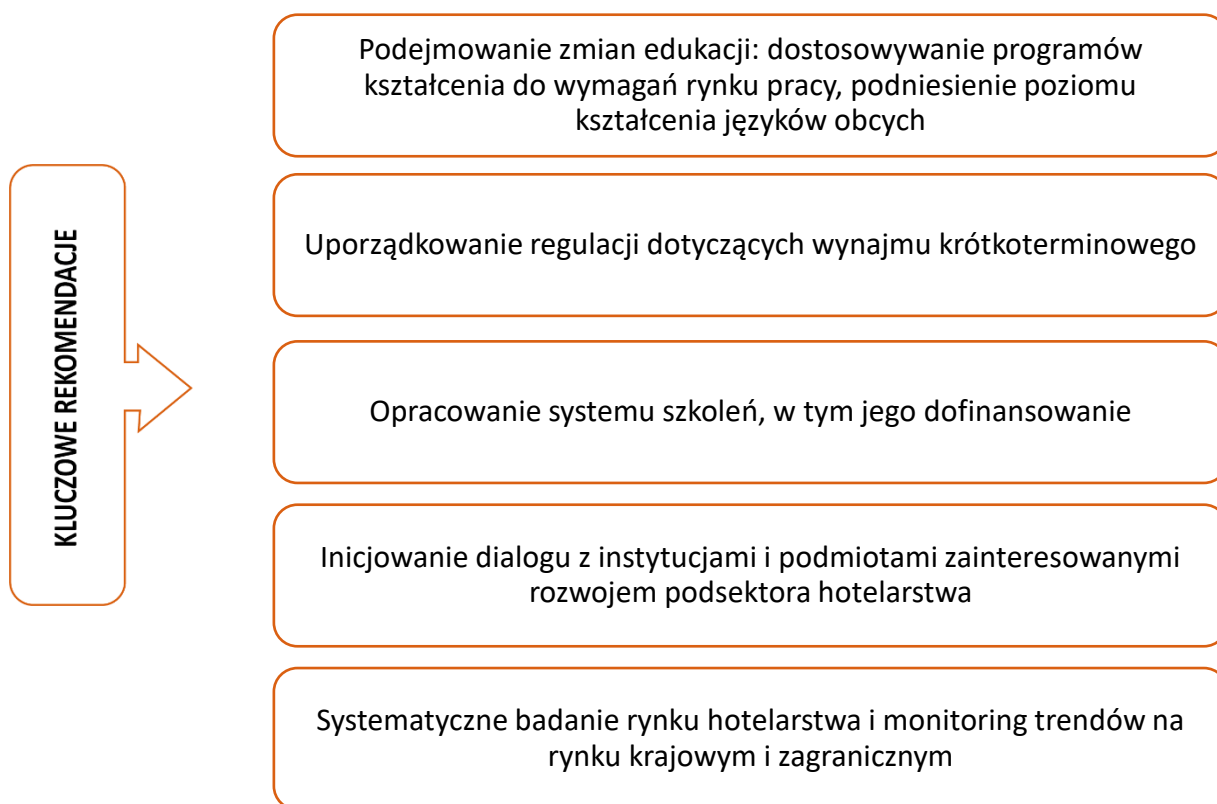 KLUCZOWE REKOMENDACJE
Podejmowanie zmian edukacji: dostosowywanie programów
kształcenia do wymagań rynku pracy, podniesienie poziomu
kształcenia języków obcych
Uporządkowanie regulacji dotyczących wynajmu krótkoterminowego
Opracowanie systemu szkoleń, w tym jego dofinansowanie
Inicjowanie dialogu z instytucjami i podmiotami zainteresowanymi
rozwojem podsektora hotelarstwa
Systematyczne badanie rynku hotelarstwa i monitoring trendów na
rynku krajowym i zagranicznym